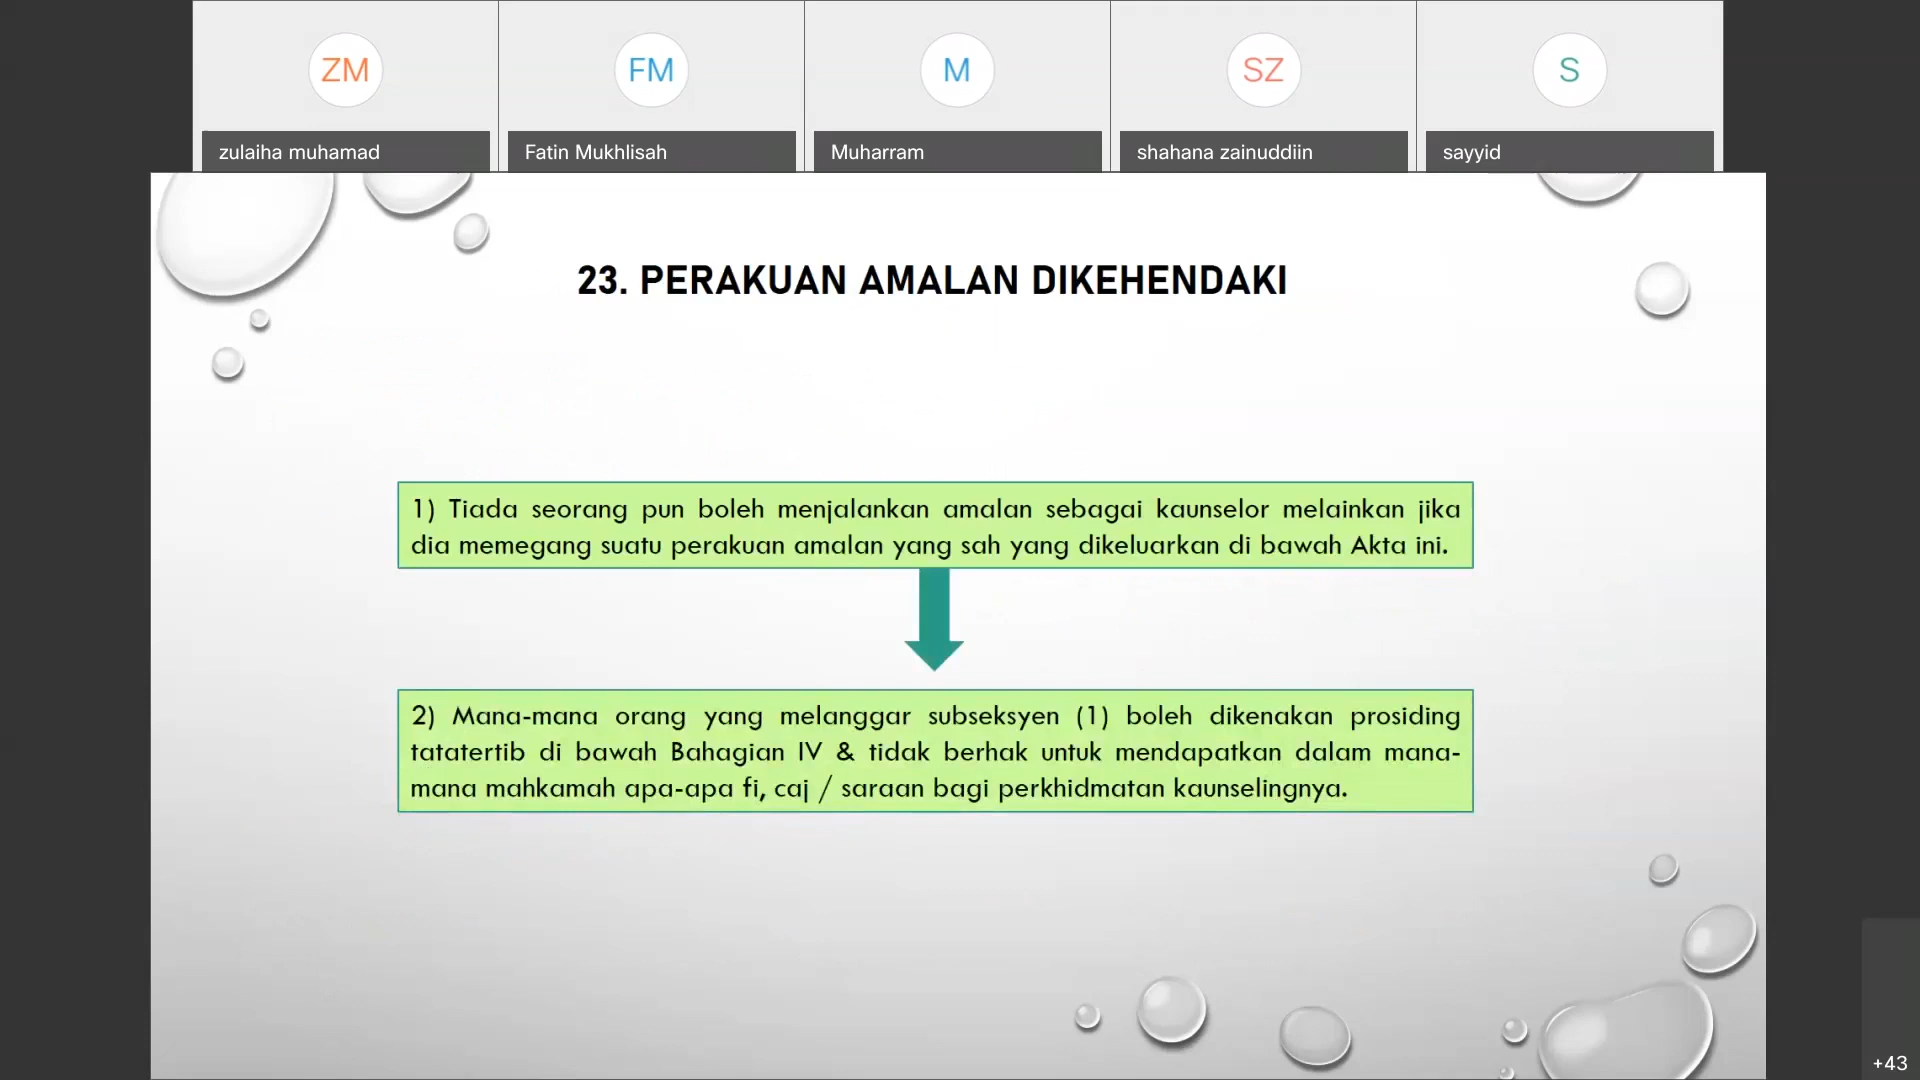 ZM
FM
M
SZ
S
zulaiha muhamad
Fatin Mukhlisah
Muharram
shahana zainuddiin
sayyid
23. PERAKUAN AMALAN DIKEHENDAKI
1) Tiada seorang pun boleh menjalankan amalan sebagai kaunselor melainkan jika
dia memegang suatu perakuan amalan yang sah yang dikeluarkan di bawah Akta ini.
2) Mana-mana orang yang melanggar subseksyen (1) boleh dikenakan prosiding
tatatertib di bawah Bahagian IV & tidak berhak untuk mendapatkan dalam mana-
mana mahkamah apa-apa fi, caj / saraan bagi perkhidmatan kaunselingnya.
+43